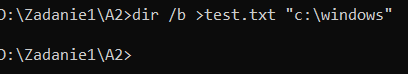 D:\Zadanie1\A2>dir /b >test.txt "c:\windows"
D:\Zadanie1\A2>